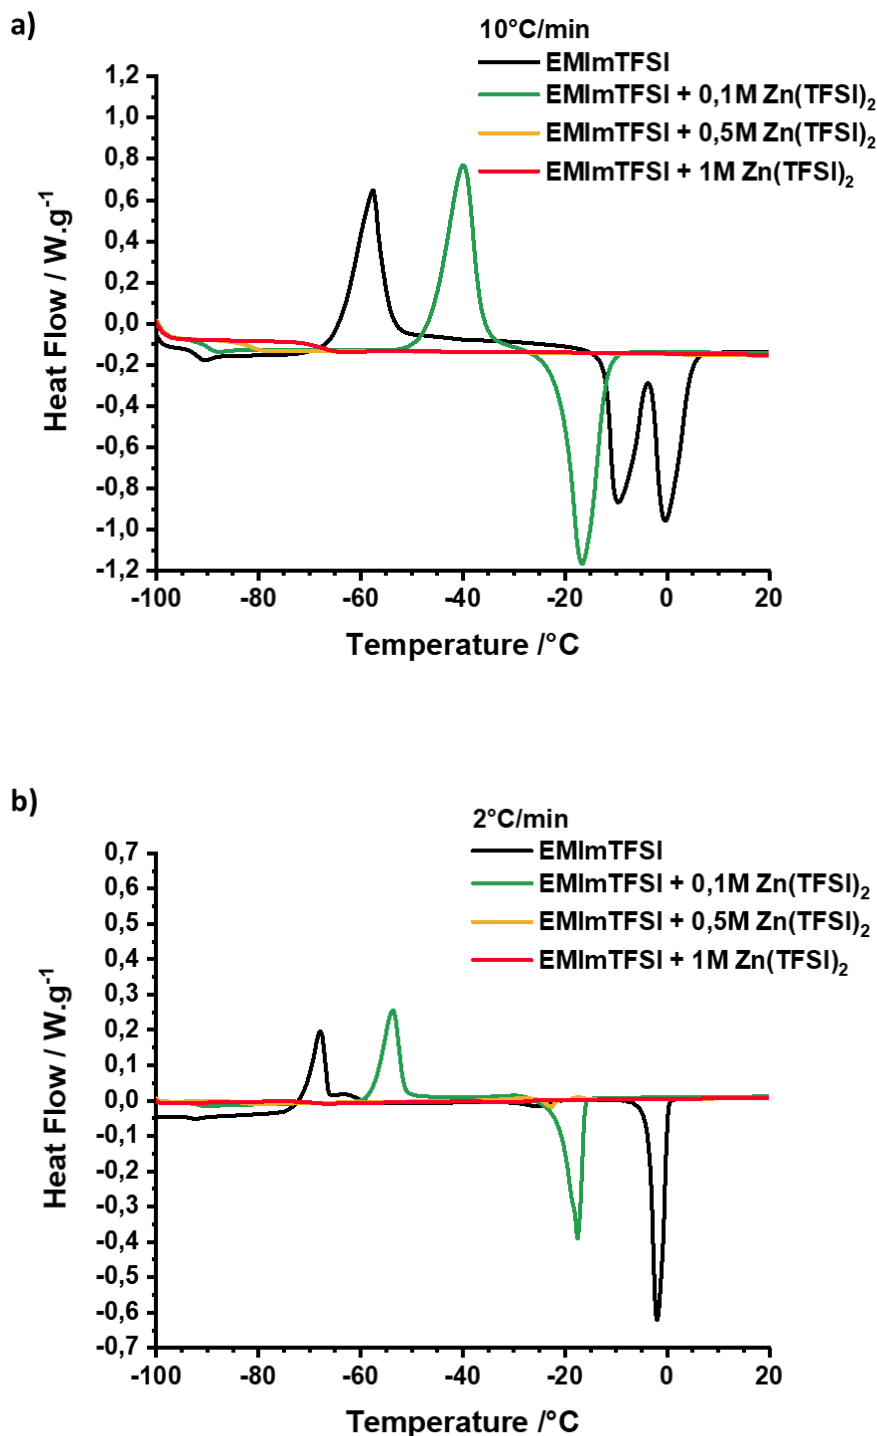 a)
10°C/min
EMImTFSI
EMImTFSI + 0,1M Zn(TFSI)₂
EMImTFSI + 0,5M Zn(TFSI)₂
EMImTFSI + 1M Zn(TFSI)₂
1,2
1,0
0,8
0,6
0,4
0,2
0,0
-0,2
-0,4
-0,6
-0,8
-1,0
-1,2
Heat Flow / W.g⁻¹
-100 -80 -60 -40 -20 0 20
Temperature /°C
b)
2°C/min
EMImTFSI
EMImTFSI + 0,1M Zn(TFSI)₂
EMImTFSI + 0,5M Zn(TFSI)₂
EMImTFSI + 1M Zn(TFSI)₂
0,7
0,6
0,5
0,4
0,3
0,2
0,1
0,0
-0,1
-0,2
-0,3
-0,4
-0,5
-0,6
-0,7
Heat Flow / W.g⁻¹
-100 -80 -60 -40 -20 0 20
Temperature /°C